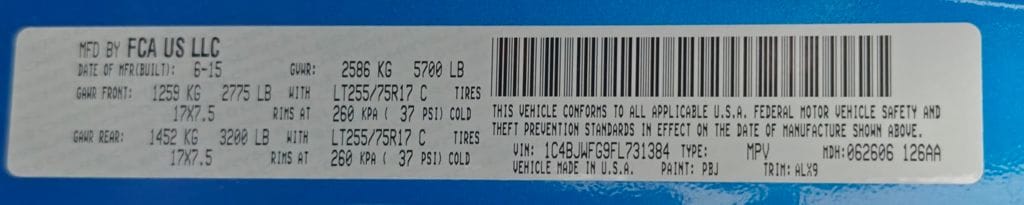 MFD BY FCA US LLC
DATE OF MFR(BUILT): 6-15 GVWR: 2586 KG 5700 LB
GAWR FRONT: 1259 KG 2775 LB WITH LT255/75R17 C TIRES
17X7.5 RIMS AT 260 KPA ( 37 PSI) COLD
GAWR REAR: 1452 KG 3200 LB WITH LT255/75R17 C TIRES
17X7.5 RIMS AT 260 KPA ( 37 PSI) COLD
THIS VEHICLE CONFORMS TO ALL APPLICABLE U.S.A. FEDERAL MOTOR VEHICLE SAFETY AND
THEFT PREVENTION STANDARDS IN EFFECT ON THE DATE OF MANUFACTURE SHOWN ABOVE.
VIN: 1C4BJWFG9FL731384 TYPE: MPV MDH:062606 126AA
VEHICLE MADE IN U.S.A. PAINT: PBJ TRIM: ALX9